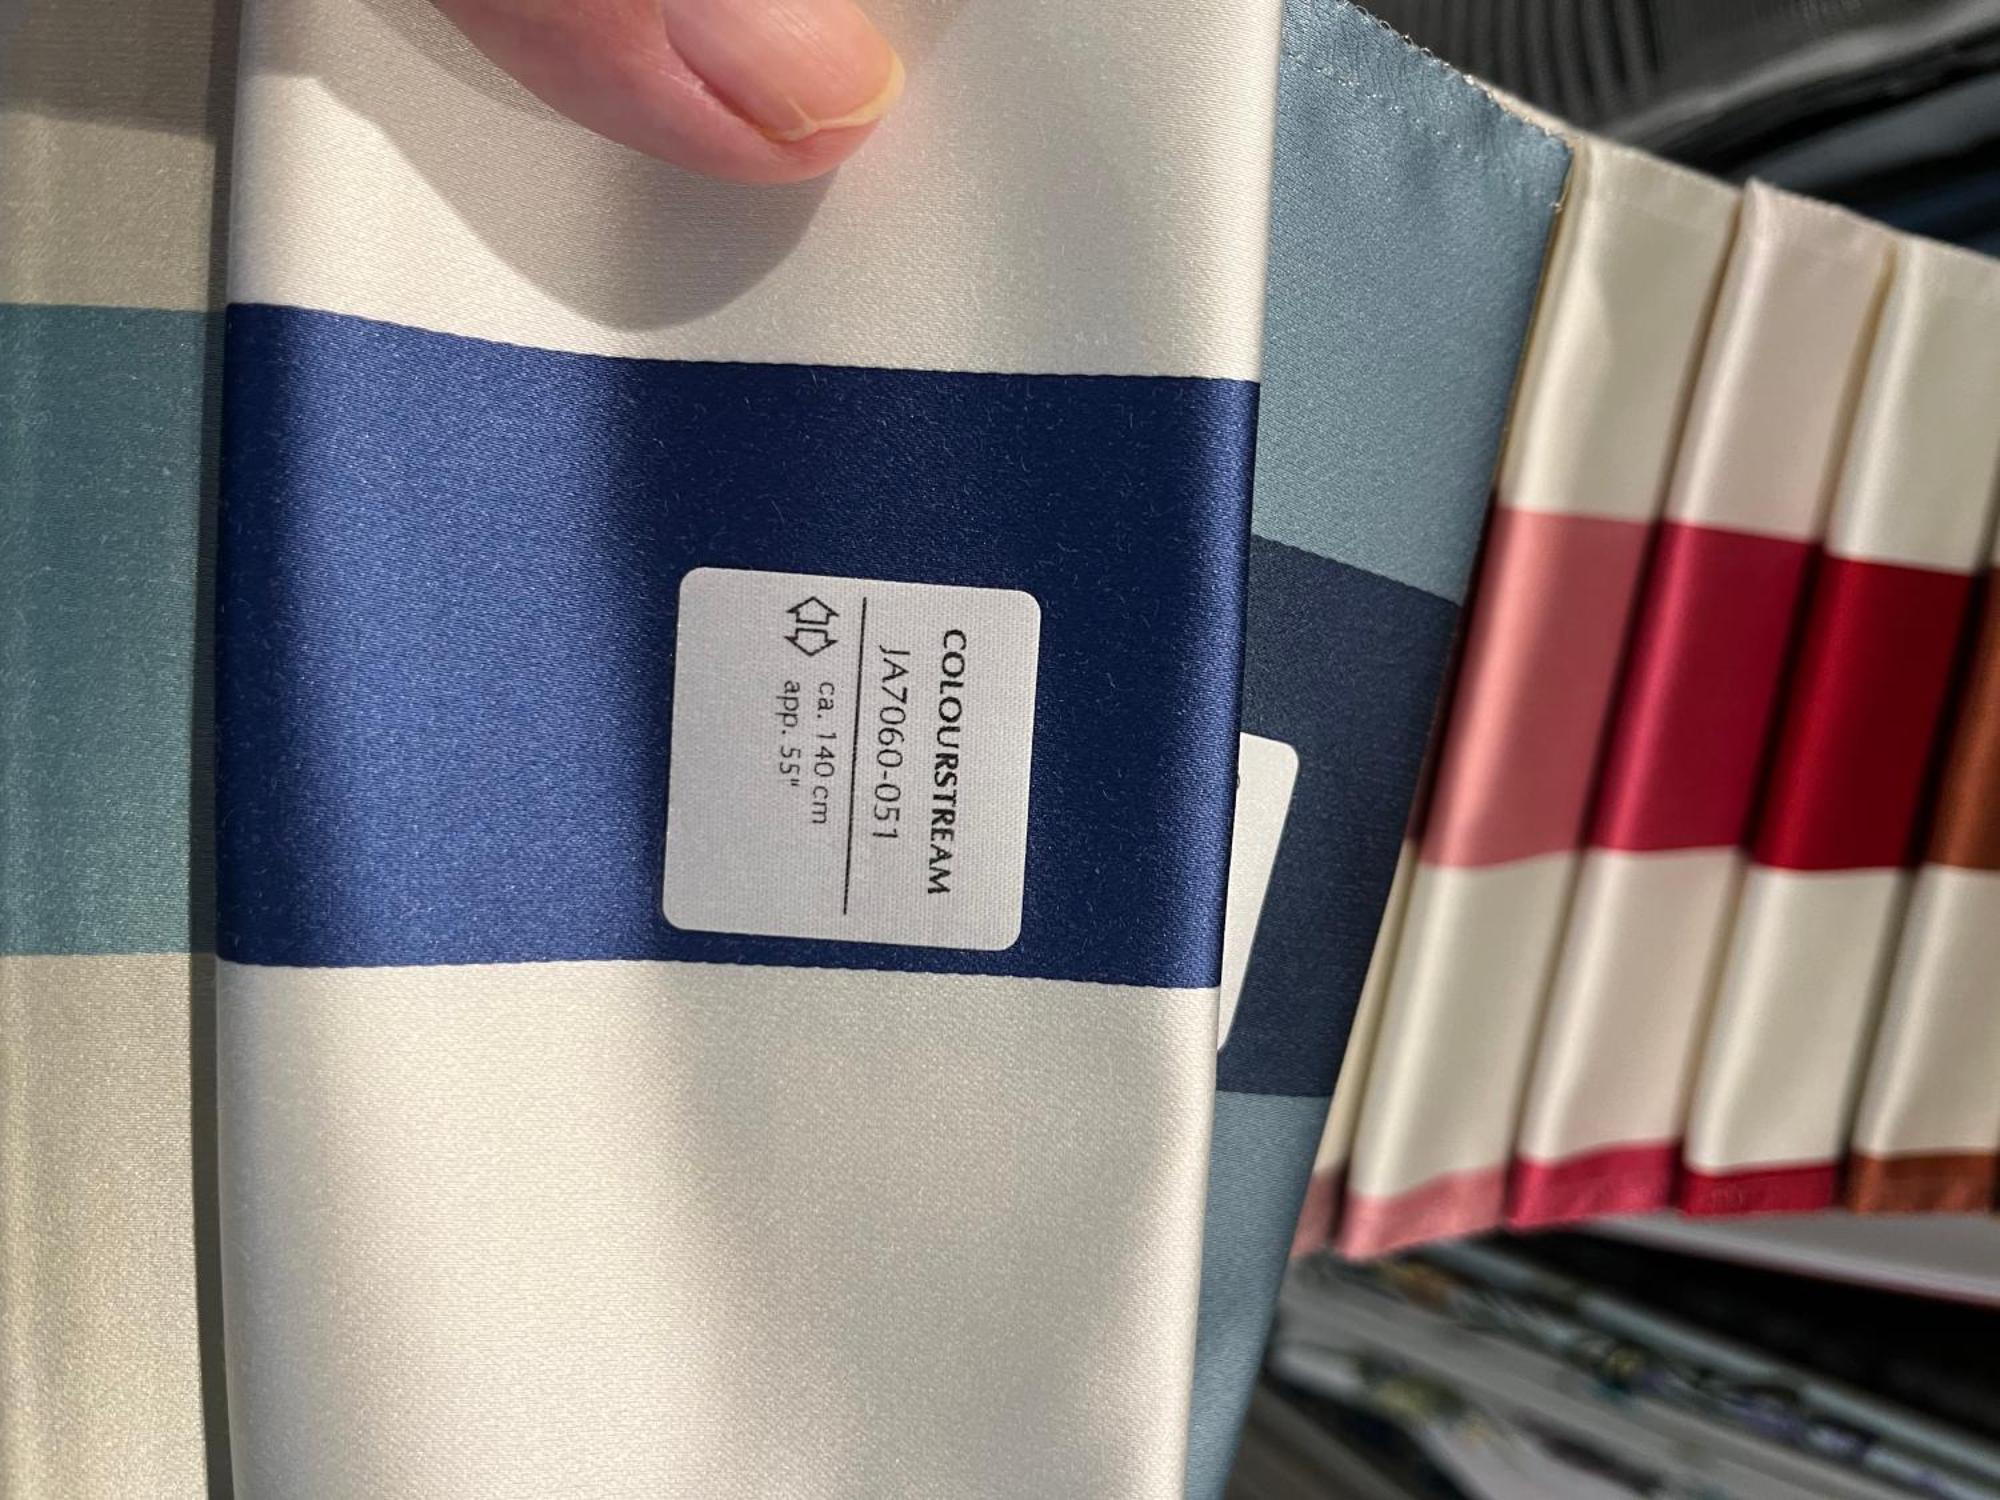 COLOURSTREAM
JA7060-051
ca. 140 cm
app. 55"